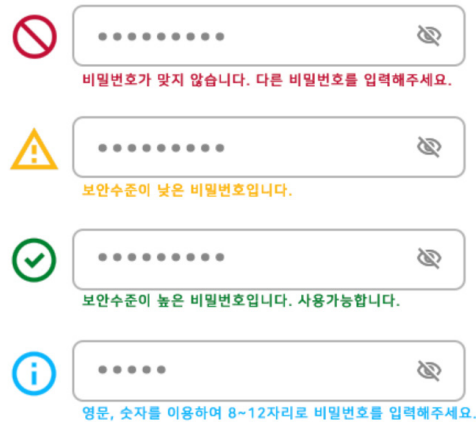 비밀번호가 맞지 않습니다. 다른 비밀번호를 입력해주세요.
보안수준이 낮은 비밀번호입니다.
보안수준이 높은 비밀번호입니다. 사용가능합니다.
영문, 숫자를 이용하여 8~12자리로 비밀번호를 입력해주세요.